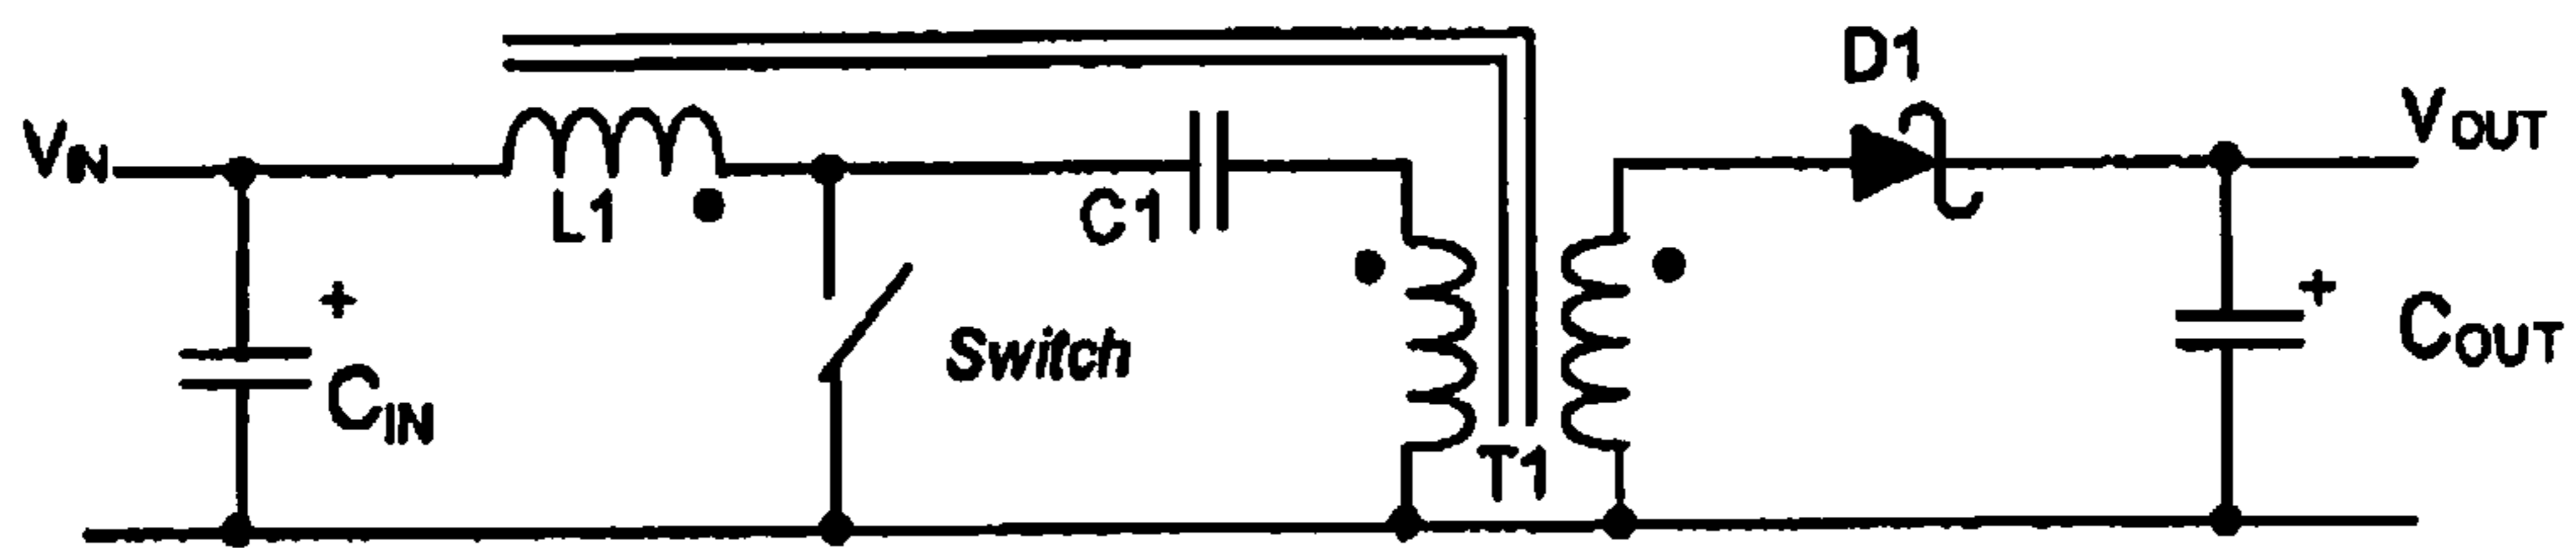 D1
VIN
VOUT
L1
C1
+
+
Switch
COUT
CIN
T1